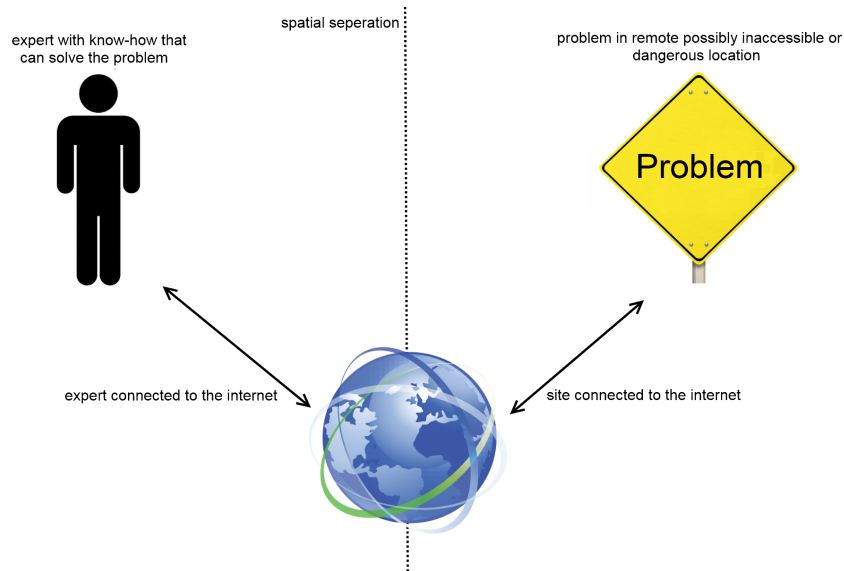 spatial seperation
expert with know-how that
can solve the problem
problem in remote possibly inaccessible or
dangerous location
Problem
expert connected to the internet
site connected to the internet